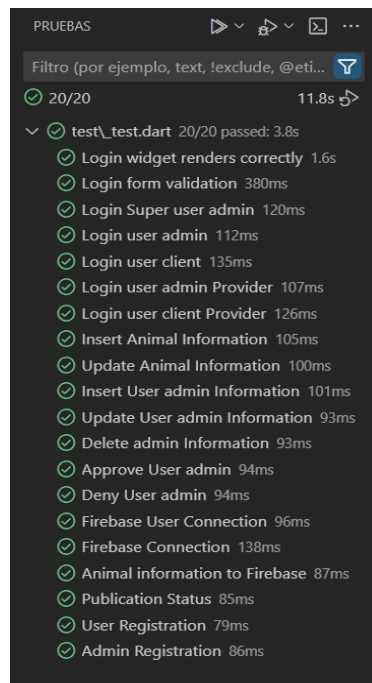 PRUEBAS
Filtro (por ejemplo, text, !exclude, @eti...
20/20 11.8s
test\_test.dart 20/20 passed: 3.8s
Login widget renders correctly 1.6s
Login form validation 380ms
Login Super user admin 120ms
Login user admin 112ms
Login user client 135ms
Login user admin Provider 107ms
Login user client Provider 126ms
Insert Animal Information 105ms
Update Animal Information 100ms
Insert User admin Information 101ms
Update User admin Information 93ms
Delete admin Information 93ms
Approve User admin 94ms
Deny User admin 94ms
Firebase User Connection 96ms
Firebase Connection 138ms
Animal information to Firebase 87ms
Publication Status 85ms
User Registration 79ms
Admin Registration 86ms